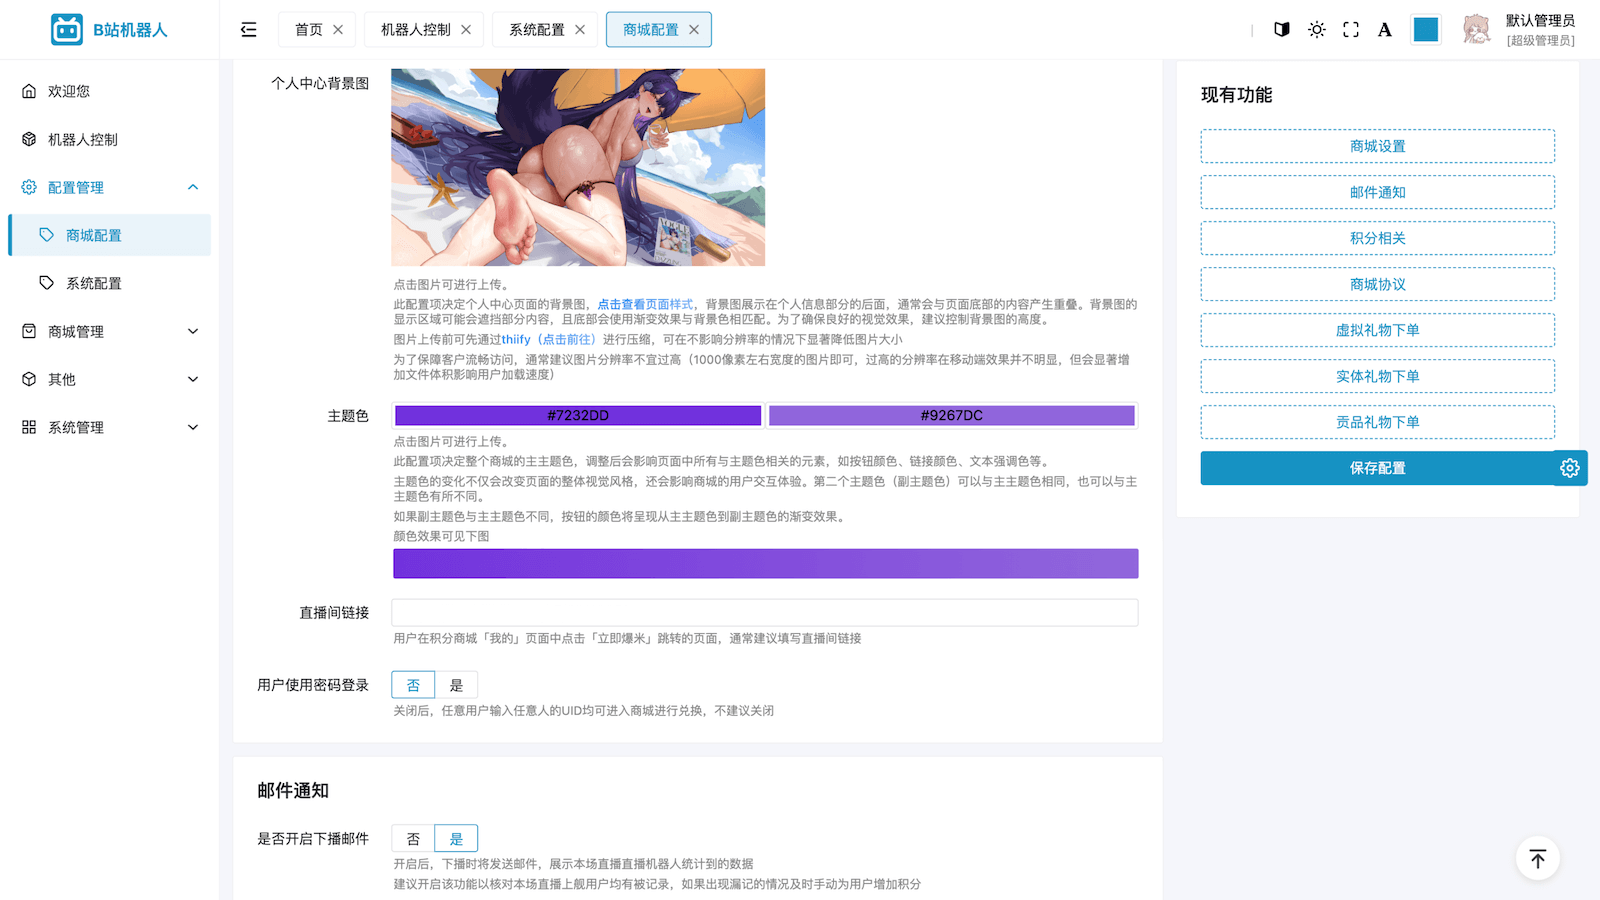 B站机器人
首页
机器人控制
系统配置
商城配置
A
默认管理员
[超级管理员]
欢迎您
机器人控制
配置管理
商城配置
系统配置
商城管理
其他
系统管理
个人中心背景图
点击图片可进行上传。
此配置项决定个人中心页面的背景图，点击查看页面样式，背景图展示在个人信息部分的后面，通常会与页面底部的内容产生重叠。背景图的
显示区域可能会遮挡部分内容，且底部会使用渐变效果与背景色相匹配。为了确保良好的视觉效果，建议控制背景图的高度。
图片上传前可先通过thiify（点击前往）进行压缩，可在不影响分辨率的情况下显著降低图片大小
为了保障客户流畅访问，通常建议图片分辨率不宜过高（1000像素左右宽度的图片即可，过高的分辨率在移动端效果并不明显，但会显著增
加文件体积影响用户加载速度）
主题色
#7232DD
#9267DC
点击图片可进行上传。
此配置项决定整个商城的主主题色，调整后会影响页面中所有与主题色相关的元素，如按钮颜色、链接颜色、文本强调色等。
主题色的变化不仅会改变页面的整体视觉风格，还会影响商城的用户交互体验。第二个主题色（副主题色）可以与主主题色相同，也可以与主
主题色有所不同。
如果副主题色与主主题色不同，按钮的颜色将呈现从主主题色到副主题色的渐变效果。
颜色效果可见下图
直播间链接
用户在积分商城「我的」页面中点击「立即爆米」跳转的页面，通常建议填写直播间链接
用户使用密码登录
否
是
关闭后，任意用户输入任意人的UID均可进入商城进行兑换，不建议关闭
邮件通知
是否开启下播邮件
否
是
开启后，下播时将发送邮件，展示本场直播直播机器人统计到的数据
建议开启该功能以核对本场直播上舰用户均有被记录，如果出现漏记的情况及时手动为用户增加积分
现有功能
商城设置
邮件通知
积分相关
商城协议
虚拟礼物下单
实体礼物下单
贡品礼物下单
保存配置